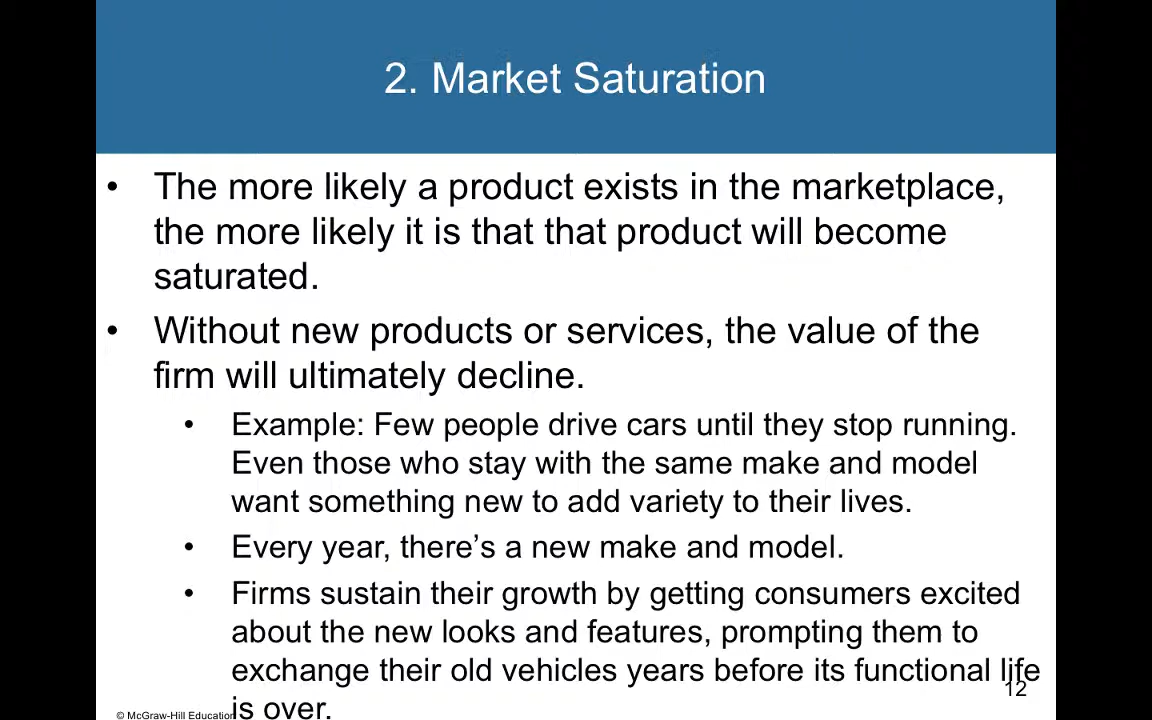 2. Market Saturation
• The more likely a product exists in the marketplace,
the more likely it is that that product will become
saturated.
• Without new products or services, the value of the
firm will ultimately decline.
• Example: Few people drive cars until they stop running.
Even those who stay with the same make and model
want something new to add variety to their lives.
• Every year, there’s a new make and model.
• Firms sustain their growth by getting consumers excited
about the new looks and features, prompting them to
exchange their old vehicles years before its functional life
is over.
12
© McGraw-Hill Education